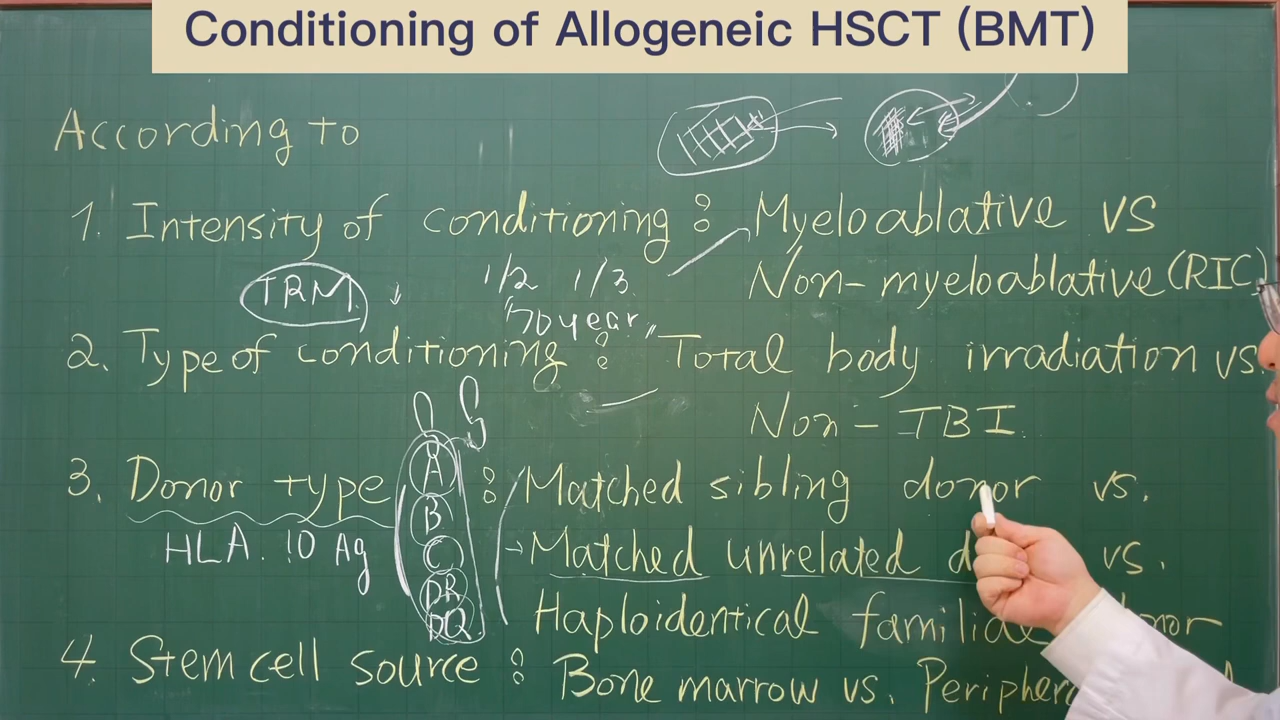 Conditioning of Allogeneic HSCT (BMT)
According to
1. Intensity of conditioning : Myeloablative VS
Non-myeloablative (RIC)
TRM ↓ 1/2 1/3
"70 year"
2. Type of conditioning : Total body irradiation vs.
Non-TBI
3. Donor type : Matched sibling donor vs.
HLA. 10 Ag
A
B
C
DR
DQ
→ Matched unrelated d vs.
Haploidentical familial
4. Stem cell source : Bone marrow vs. Periphera